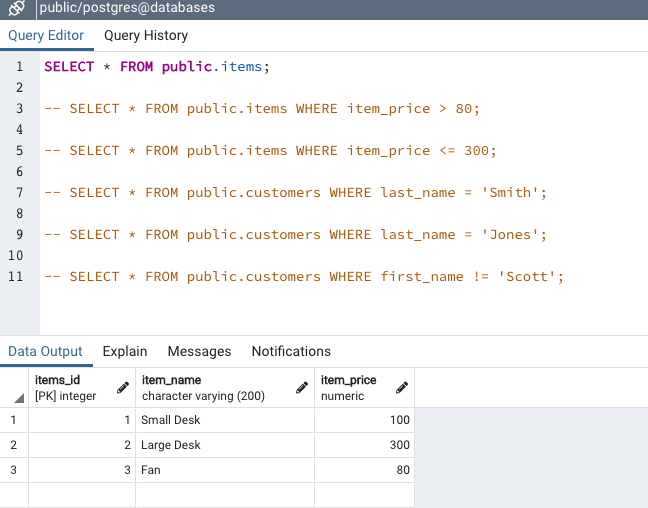 public/postgres@databases
Query Editor Query History
1 SELECT * FROM public.items;
2
3 -- SELECT * FROM public.items WHERE item_price > 80;
4
5 -- SELECT * FROM public.items WHERE item_price <= 300;
6
7 -- SELECT * FROM public.customers WHERE last_name = 'Smith';
8
9 -- SELECT * FROM public.customers WHERE last_name = 'Jones';
10
11 -- SELECT * FROM public.customers WHERE first_name != 'Scott';
Data Output Explain Messages Notifications
items_id item_name item_price
[PK] integer character varying (200) numeric
1 1 Small Desk 100
2 2 Large Desk 300
3 3 Fan 80